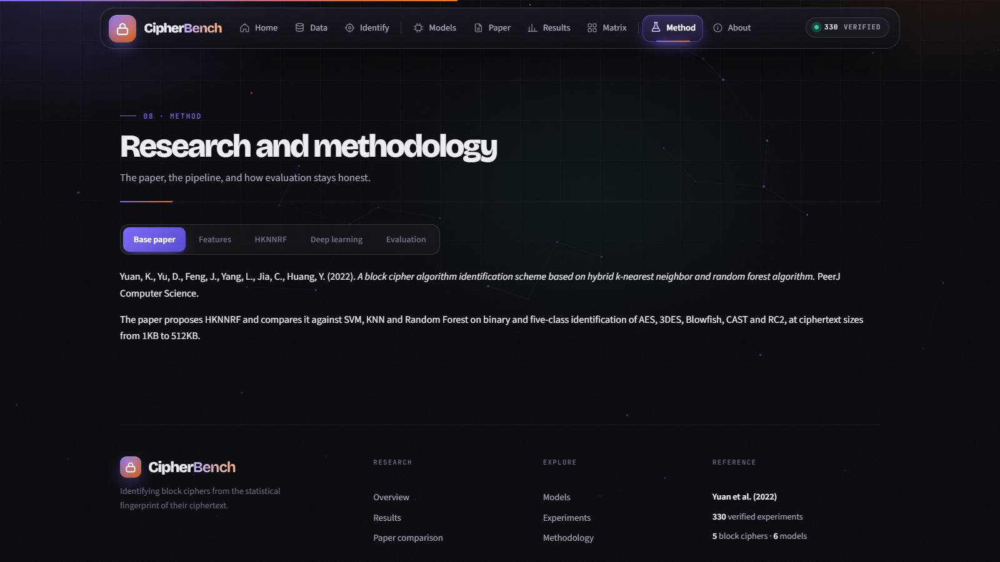 CipherBench Home Data Identify Models Paper Results Matrix Method About 330 VERIFIED
08 · METHOD
Research and methodology
The paper, the pipeline, and how evaluation stays honest.
Base paper Features HKNNRF Deep learning Evaluation
Yuan, K., Yu, D., Feng, J., Yang, L., Jia, C., Huang, Y. (2022). A block cipher algorithm identification scheme based on hybrid k-nearest neighbor and random forest algorithm. PeerJ
Computer Science.
The paper proposes HKNNRF and compares it against SVM, KNN and Random Forest on binary and five-class identification of AES, 3DES, Blowfish, CAST and RC2, at ciphertext sizes
from 1KB to 512KB.
CipherBench
Identifying block ciphers from the statistical
fingerprint of their ciphertext.
RESEARCH
Overview
Results
Paper comparison
EXPLORE
Models
Experiments
Methodology
REFERENCE
Yuan et al. (2022)
330 verified experiments
5 block ciphers · 6 models